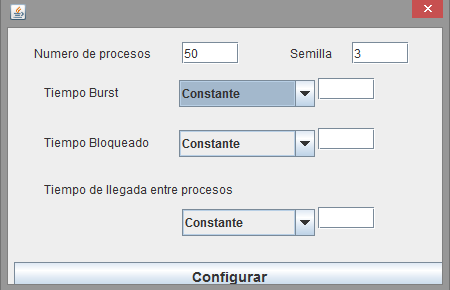 Numero de procesos 50 Semilla 3
Tiempo Burst Constante
Tiempo Bloqueado Constante
Tiempo de llegada entre procesos
Constante
Configurar